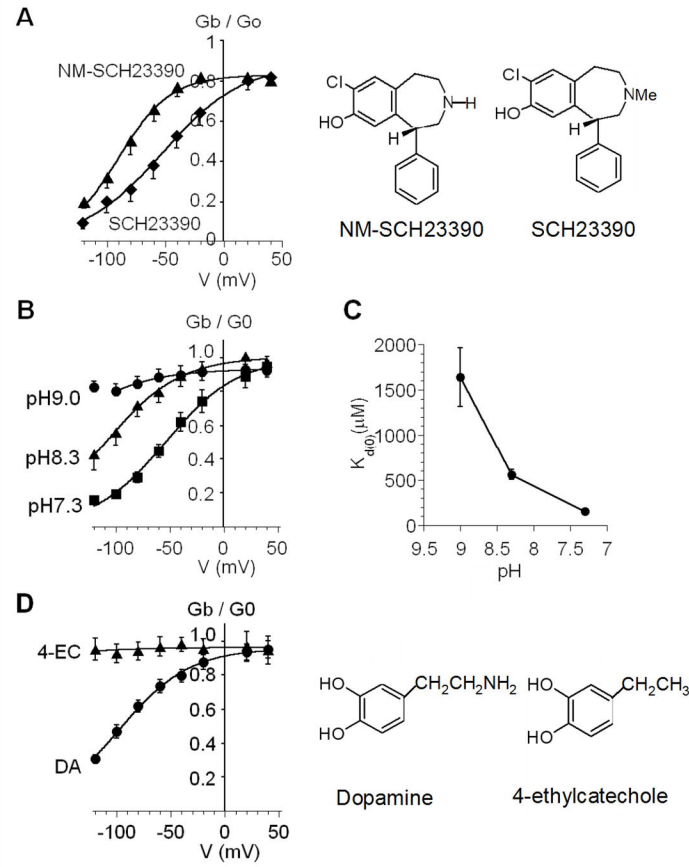 A
Gb / Go
1
0.8
0.6
0.4
0.2
0
NM-SCH23390
SCH23390
-100
-50
0
50
V (mV)
Cl
HO
H
N-H
NM-SCH23390
Cl
HO
H
NMe
SCH23390
B
Gb / G0
1.0
0.6
0.4
0.2
pH9.0
pH8.3
pH7.3
-100
-50
0
50
V (mV)
C
2000
1500
1000
500
0
Kd(0)(µM)
9.5
9
8.5
8
7.5
7
pH
D
Gb / G0
1.0
0.8
0.6
0.4
0.2
4-EC
DA
-100
-50
0
50
V (mV)
HO
HO
CH2CH2NH2
Dopamine
HO
HO
CH2CH3
4-ethylcatechole